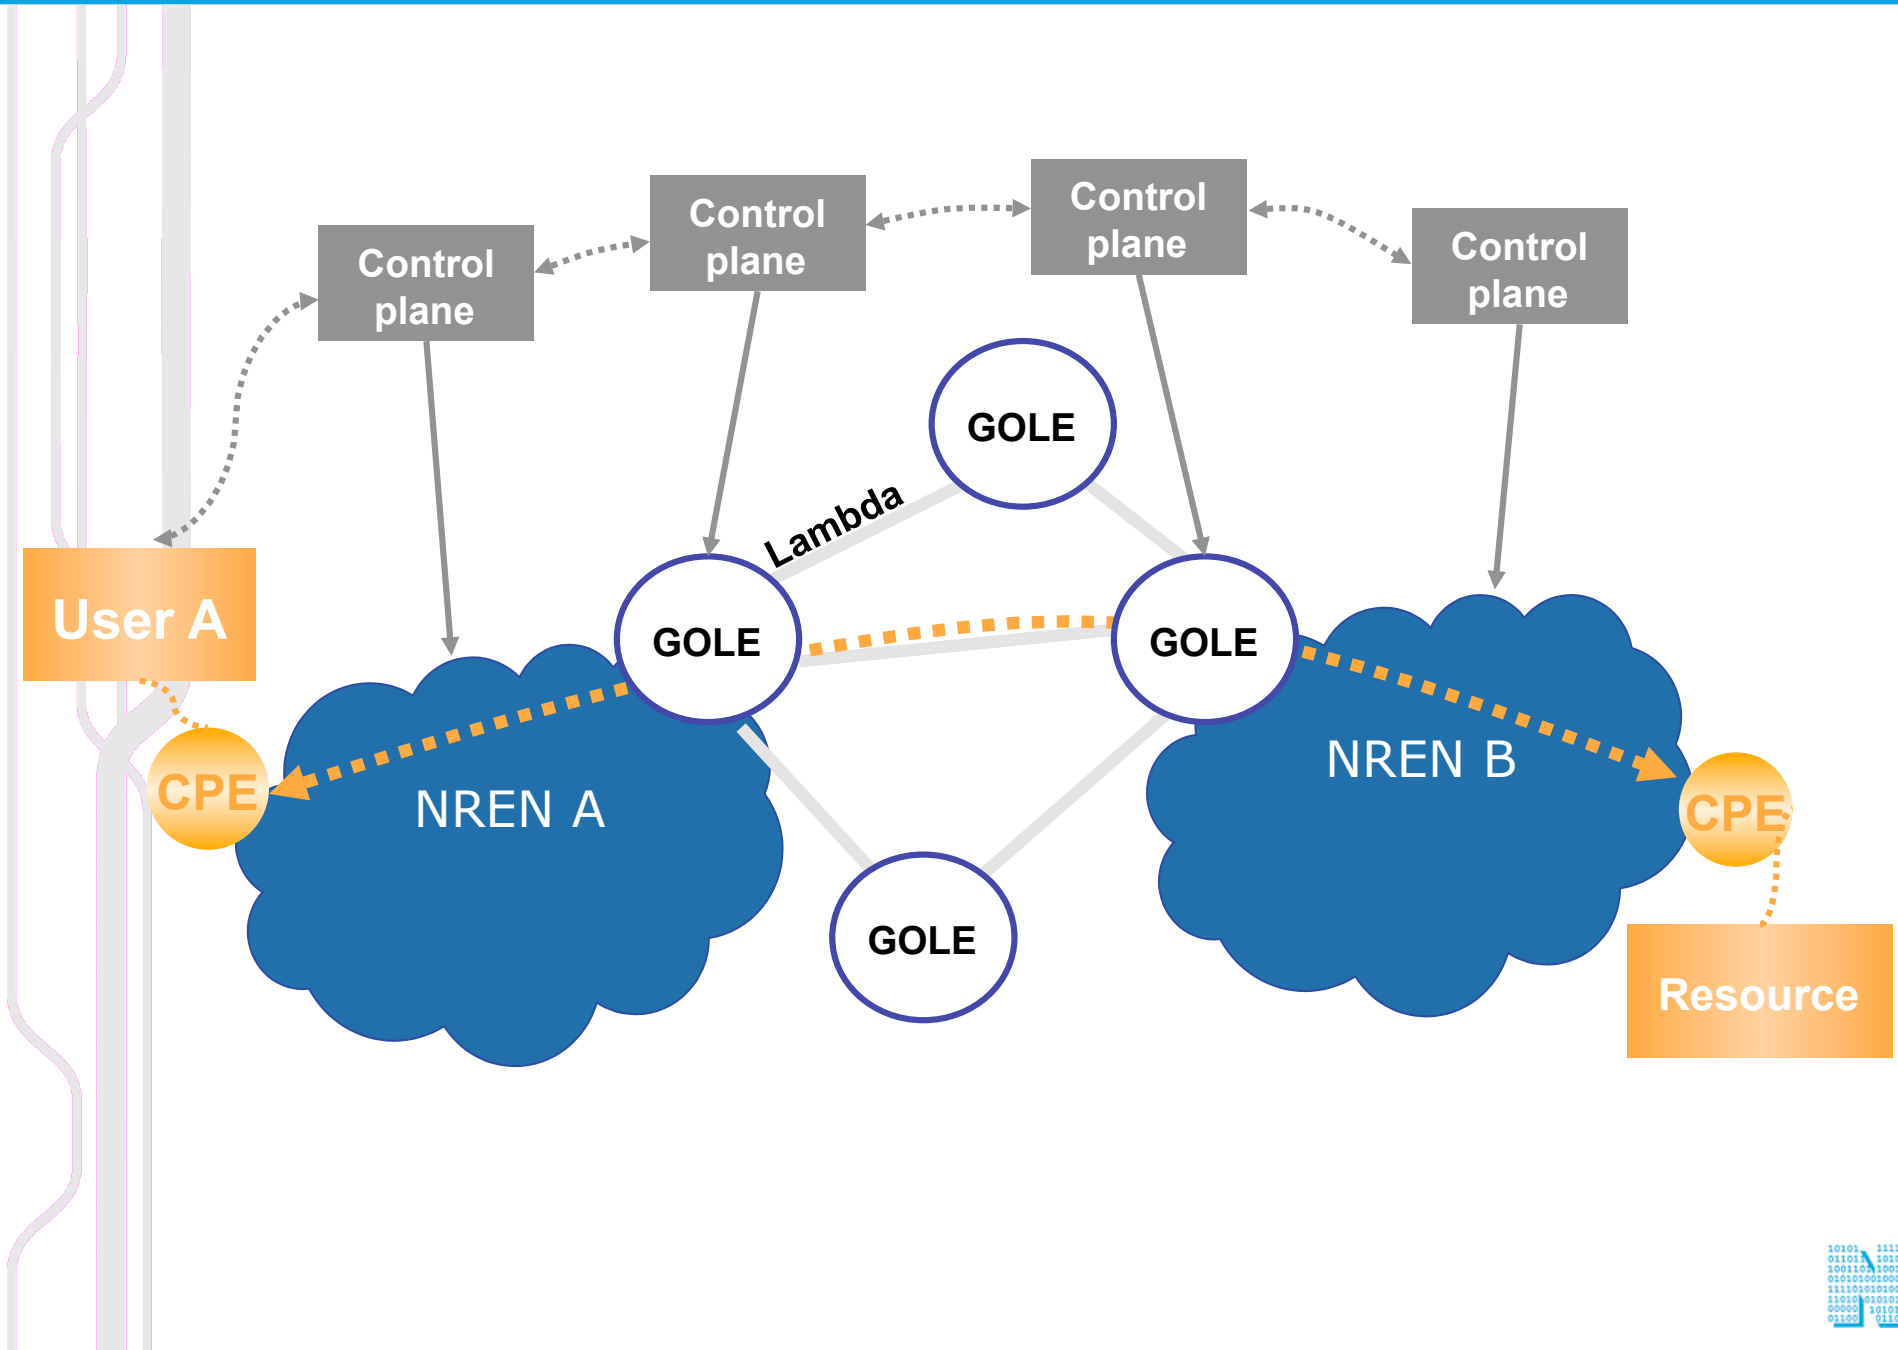 Control
plane
Control
plane
Control
plane
Control
plane
GOLE
Lambda
User A
GOLE
GOLE
NREN B
CPE
NREN A
CPE
GOLE
Resource